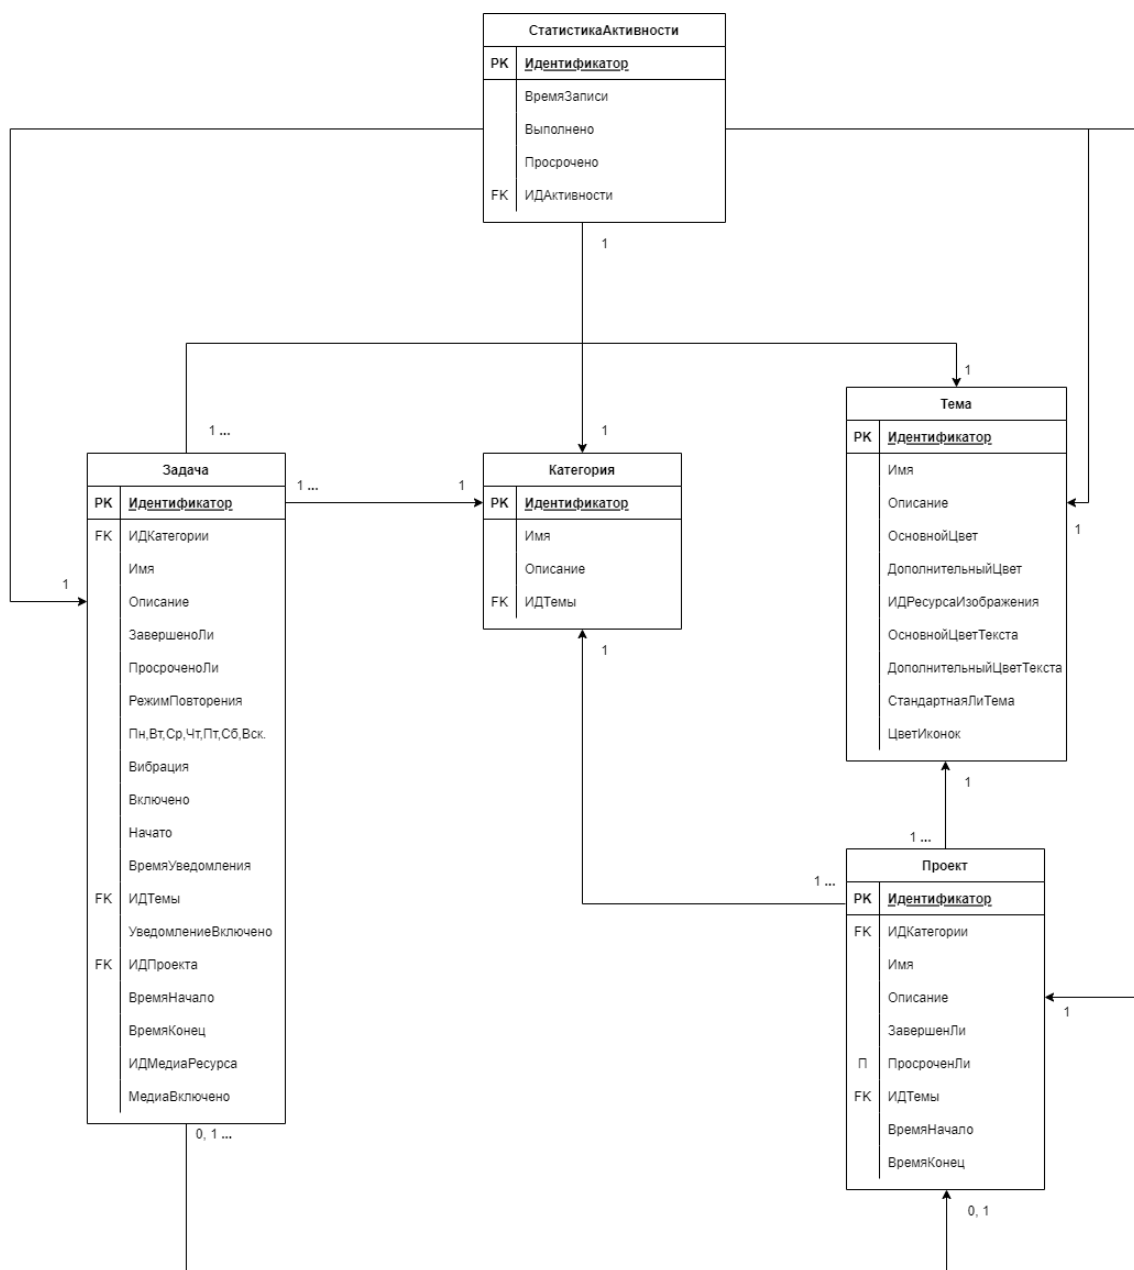 СтатистикаАктивности
PK Идентификатор
ВремяЗаписи
Выполнено
Просрочено
FK ИДАктивности
1
1
1 ...
1
Задача
PK Идентификатор
FK ИДКатегории
Имя
Описание
ЗавершеноЛи
ПросроченоЛи
РежимПовторения
Пн,Вт,Ср,Чт,Пт,Сб,Вск.
Вибрация
Включено
Начато
ВремяУведомления
FK ИДТемы
УведомлениеВключено
FK ИДПроекта
ВремяНачало
ВремяКонец
ИДМедиаРесурса
МедиаВключено
0, 1 ...
1 ...
1
Категория
PK Идентификатор
Имя
Описание
FK ИДТемы
1
1
Тема
PK Идентификатор
Имя
Описание
ОсновнойЦвет
ДополнительныйЦвет
ИДРесурсаИзображения
ОсновнойЦветТекста
ДополнительныйЦветТекста
СтандартнаяЛиТема
ЦветИконок
1
1
1 ...
1 ...
Проект
PK Идентификатор
FK ИДКатегории
Имя
Описание
ЗавершенЛи
П ПросроченЛи
FK ИДТемы
ВремяНачало
ВремяКонец
1
0, 1